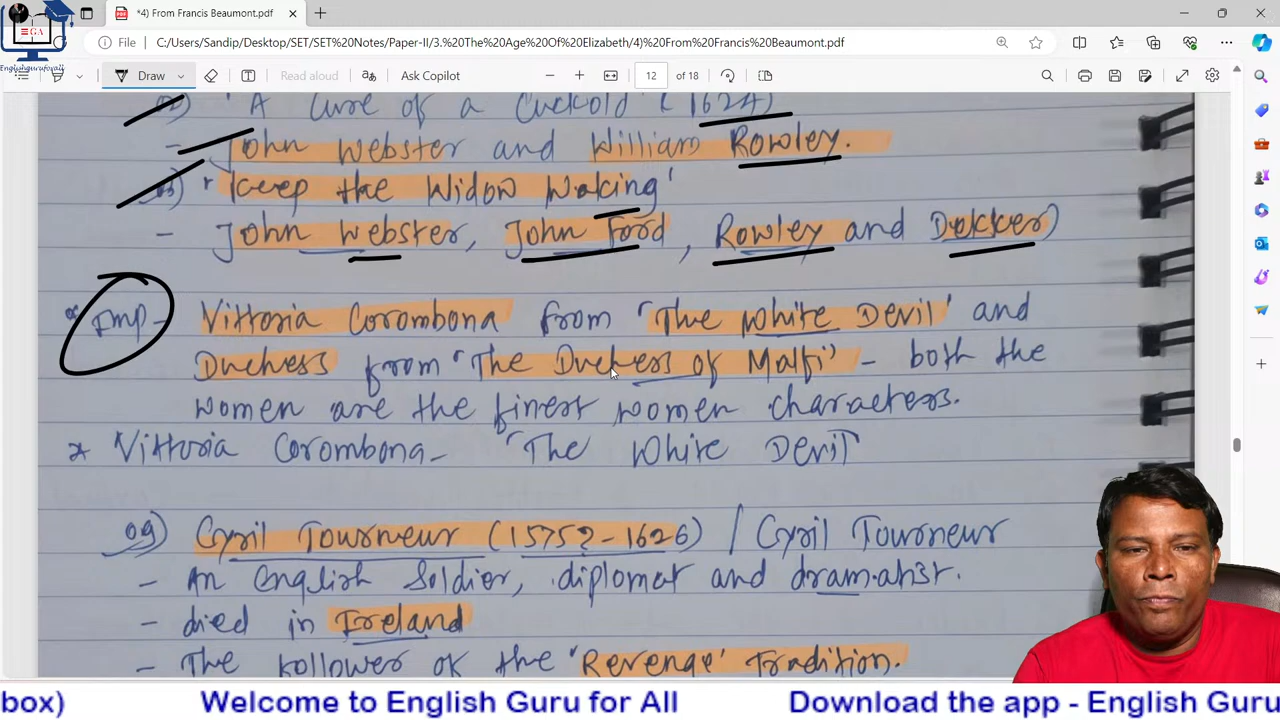 *4) From Francis Beaumont.pdf
File C:/Users/Sandip/Desktop/SET/SET%20Notes/Paper-II/3.%20The%20Age%20Of%20Elizabeth/4)%20From%20Francis%20Beaumont.pdf
EGA
Englishguruforall
Draw Read aloud Ask Copilot 12 of 18
'A Cure of a Cuckold' (1624)
- John Webster and William Rowley.
'Keep the Widow Waking'
- John Webster, John Ford, Rowley and Dekker)
* Imp- Vittoria Corombona from 'The White Devil' and
Duchess from 'The Duchess of Malfi' - both the
women are the finest women characters.
* Vittoria Corombona- 'The White Devil'
09) Cyril Tourneur (1575?-1626) / Cyril Tourneur
- An English Soldier, diplomat and dramatist.
- died in Ireland
- The follower of the 'Revenge' Tradition.
box) Welcome to English Guru for All Download the app - English Guru